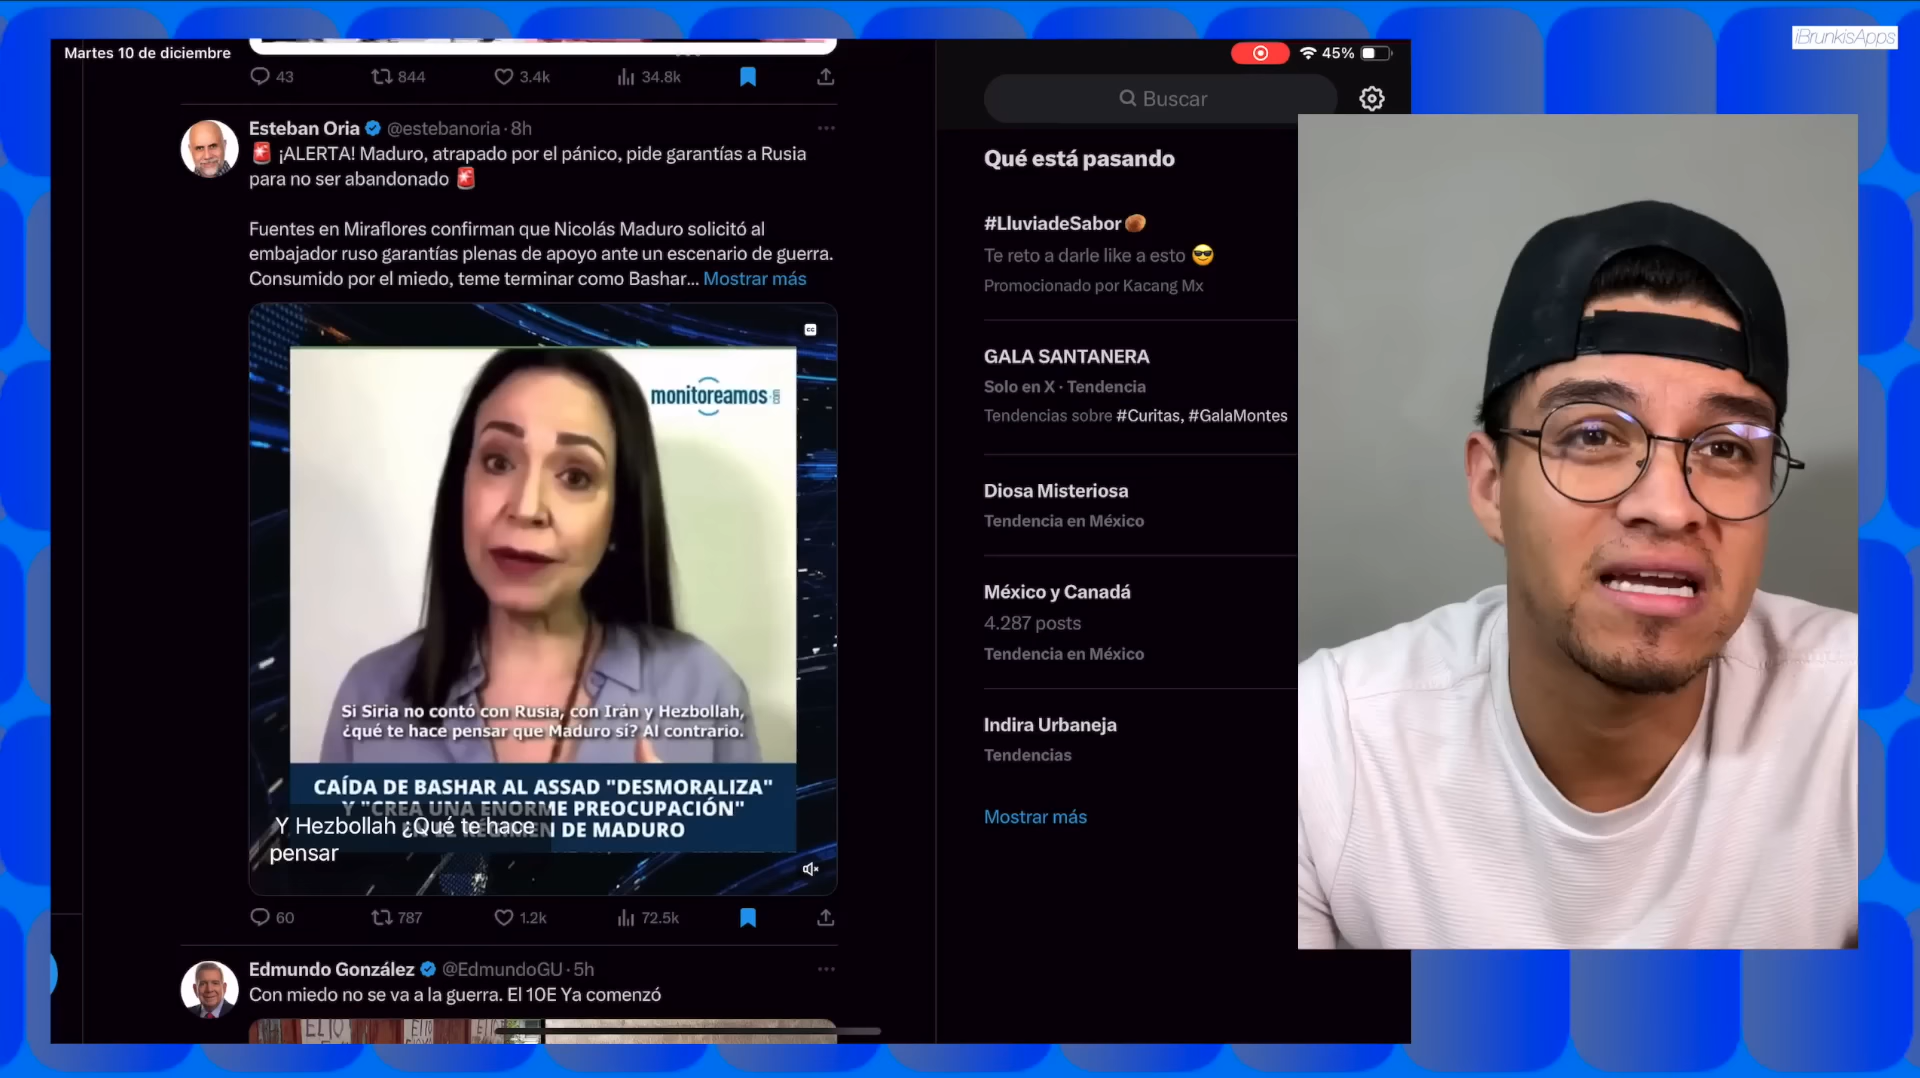 Martes 10 de diciembre
45%
iBrunkisApps
43
844
3.4k
34.8k
Buscar
Esteban Oria @estebanoria · 8h
🚨 ¡ALERTA! Maduro, atrapado por el pánico, pide garantías a Rusia
para no ser abandonado 🚨
Fuentes en Miraflores confirman que Nicolás Maduro solicitó al
embajador ruso garantías plenas de apoyo ante un escenario de guerra.
Consumido por el miedo, teme terminar como Bashar... Mostrar más
CC
monitoreamos
Si Siria no contó con Rusia, con Irán y Hezbollah,
¿qué te hace pensar que Maduro sí? Al contrario.
CAÍDA DE BASHAR AL ASSAD "DESMORALIZA"
Y "CREA UNA ENORME PREOCUPACIÓN"
EN EL RÉGIMEN DE MADURO
Y Hezbollah ¿Qué te hace
pensar
60
787
1.2k
72.5k
Edmundo González @EdmundoGU · 5h
Con miedo no se va a la guerra. El 10E Ya comenzó
Qué está pasando
#LluviadeSabor
Te reto a darle like a esto 😎
Promocionado por Kacang Mx
GALA SANTANERA
Solo en X · Tendencia
Tendencias sobre #Curitas, #GalaMontes
Diosa Misteriosa
Tendencia en México
México y Canadá
4.287 posts
Tendencia en México
Indira Urbaneja
Tendencias
Mostrar más